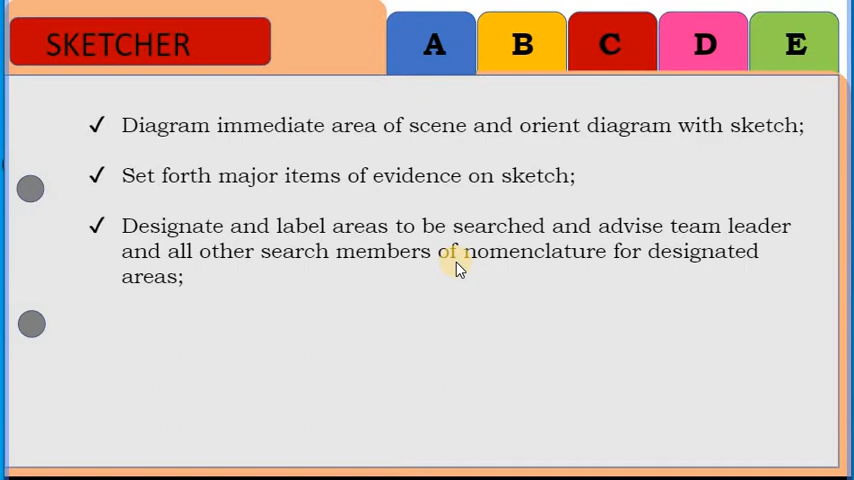 SKETCHER
A B C D E
✓ Diagram immediate area of scene and orient diagram with sketch;
✓ Set forth major items of evidence on sketch;
✓ Designate and label areas to be searched and advise team leader
and all other search members of nomenclature for designated
areas;